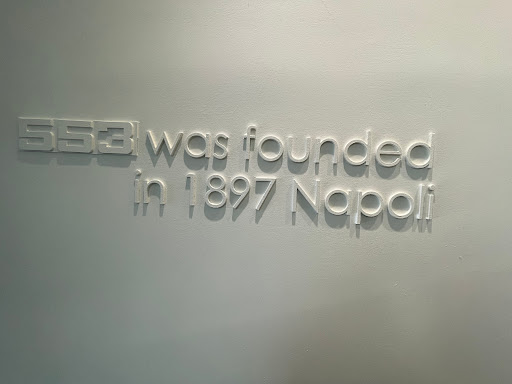 553 was founded
in 1897 Napoli